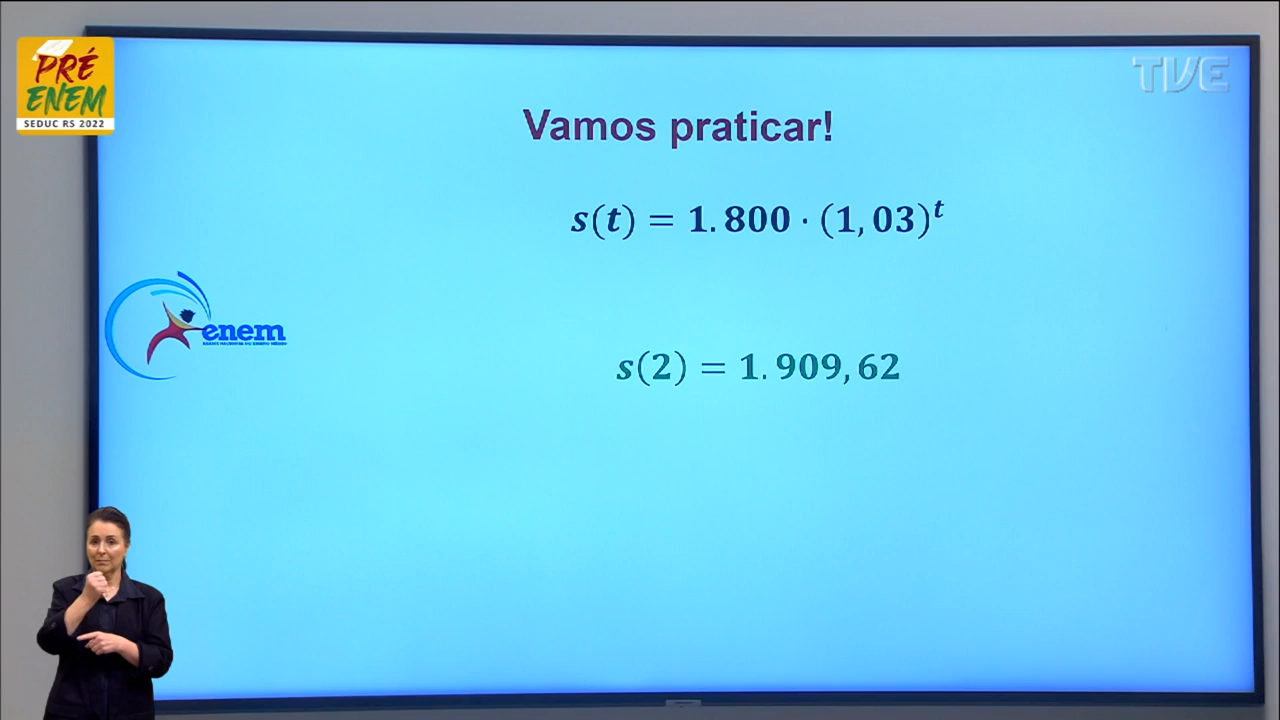 PRÉ
ENEM
SEDUC RS 2022
TVE
Vamos praticar!
s(t) = 1.800 · (1,03)^t
enem
s(2) = 1.909,62